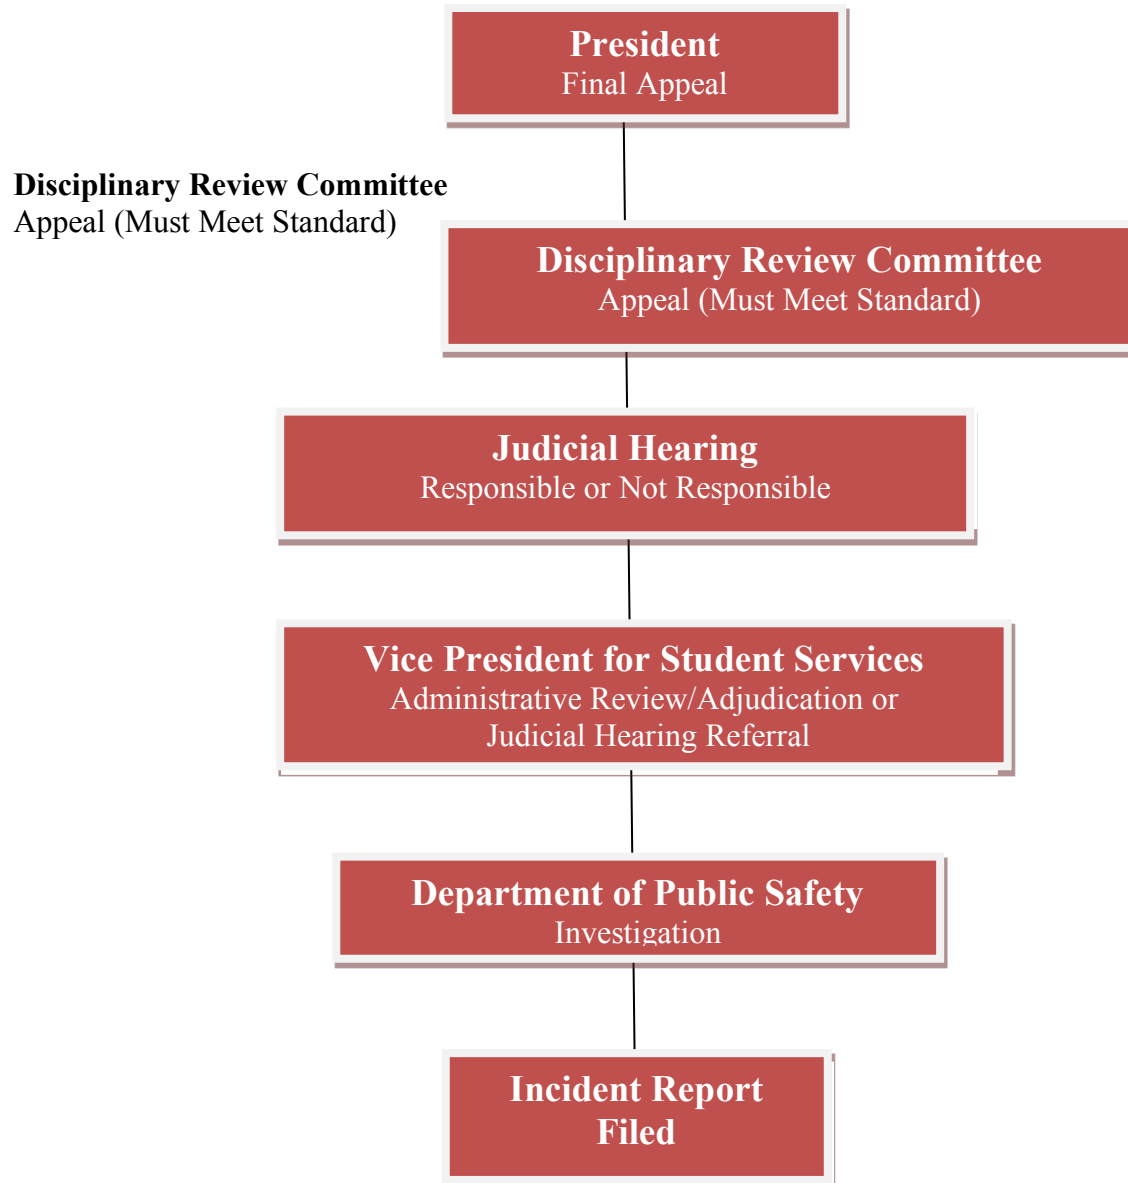 President
Final Appeal
Disciplinary Review Committee
Appeal (Must Meet Standard)
Disciplinary Review Committee
Appeal (Must Meet Standard)
Judicial Hearing
Responsible or Not Responsible
Vice President for Student Services
Administrative Review/Adjudication or
Judicial Hearing Referral
Department of Public Safety
Investigation
Incident Report
Filed